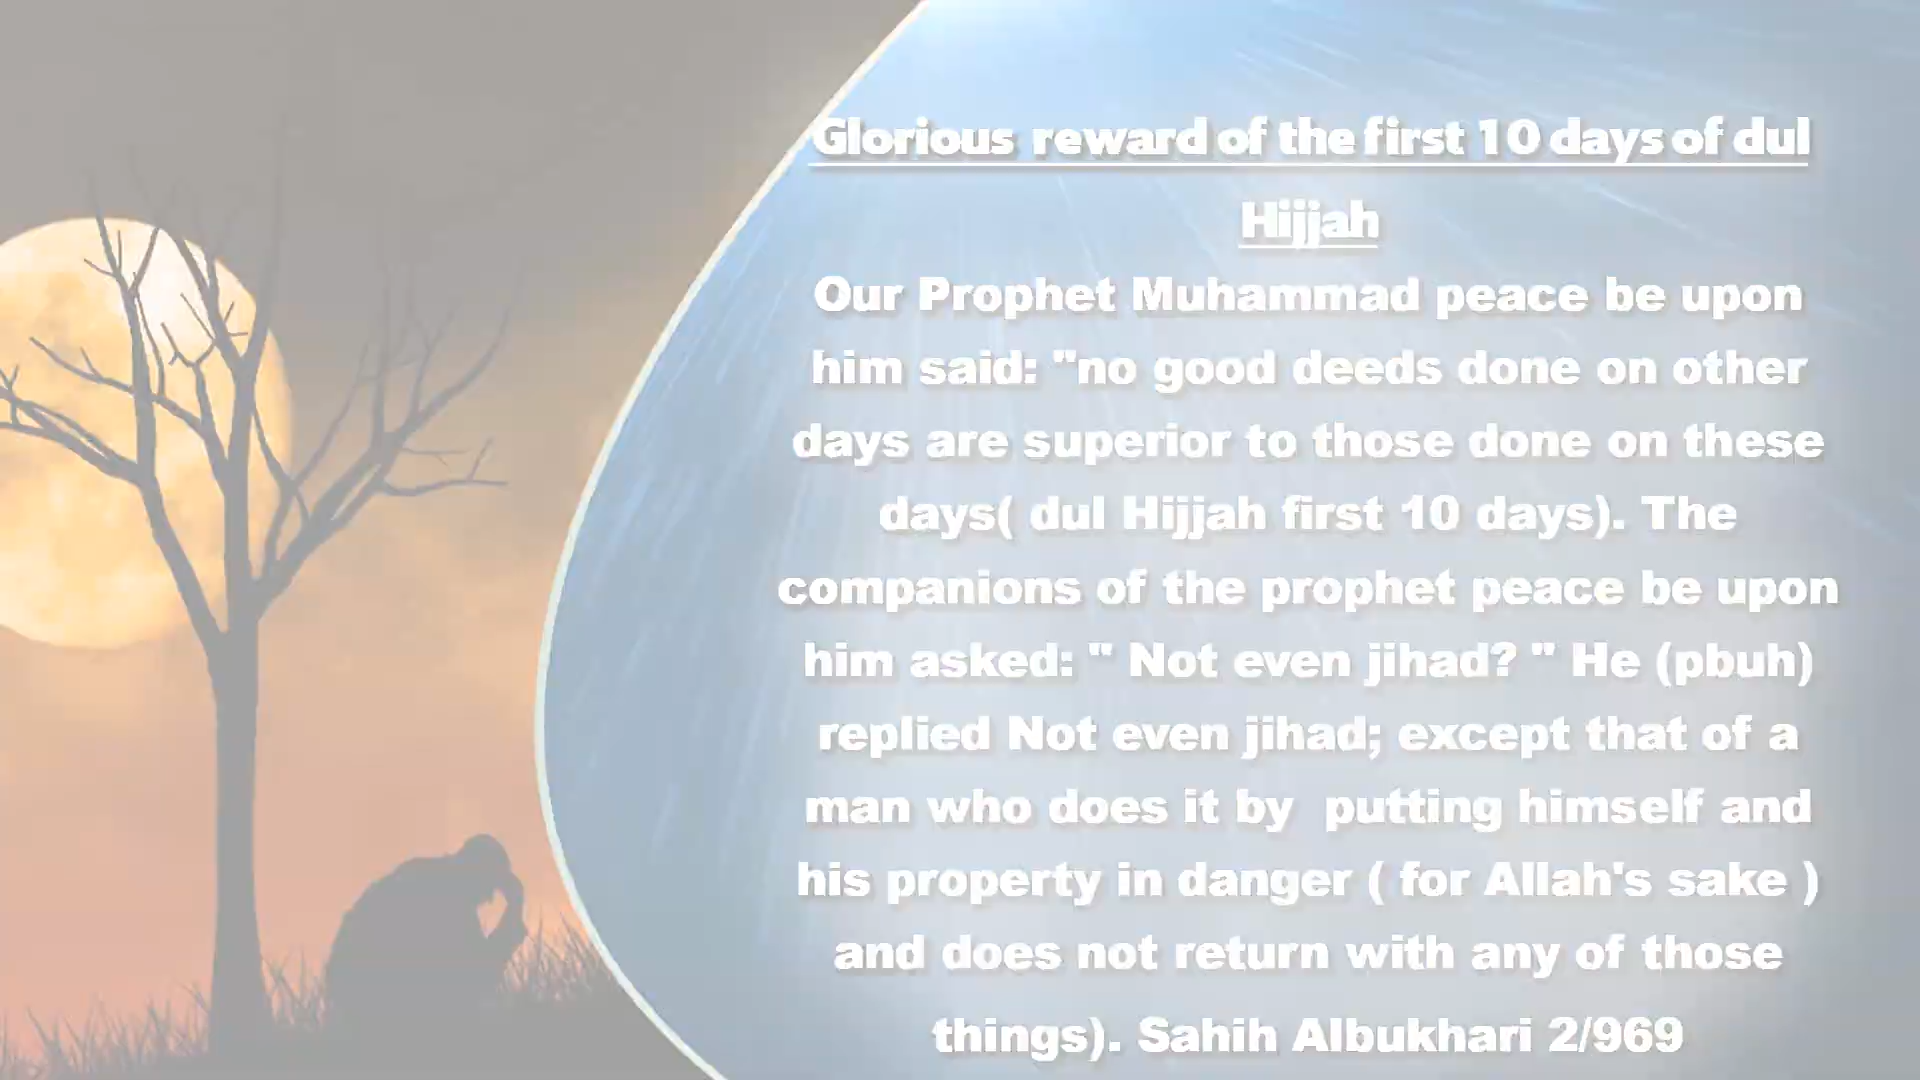 Glorious reward of the first 10 days of dul
Hijjah
Our Prophet Muhammad peace be upon
him said: "no good deeds done on other
days are superior to those done on these
days( dul Hijjah first 10 days). The
companions of the prophet peace be upon
him asked: " Not even jihad? " He (pbuh)
replied Not even jihad; except that of a
man who does it by  putting himself and
his property in danger ( for Allah's sake )
and does not return with any of those
things). Sahih Albukhari 2/969